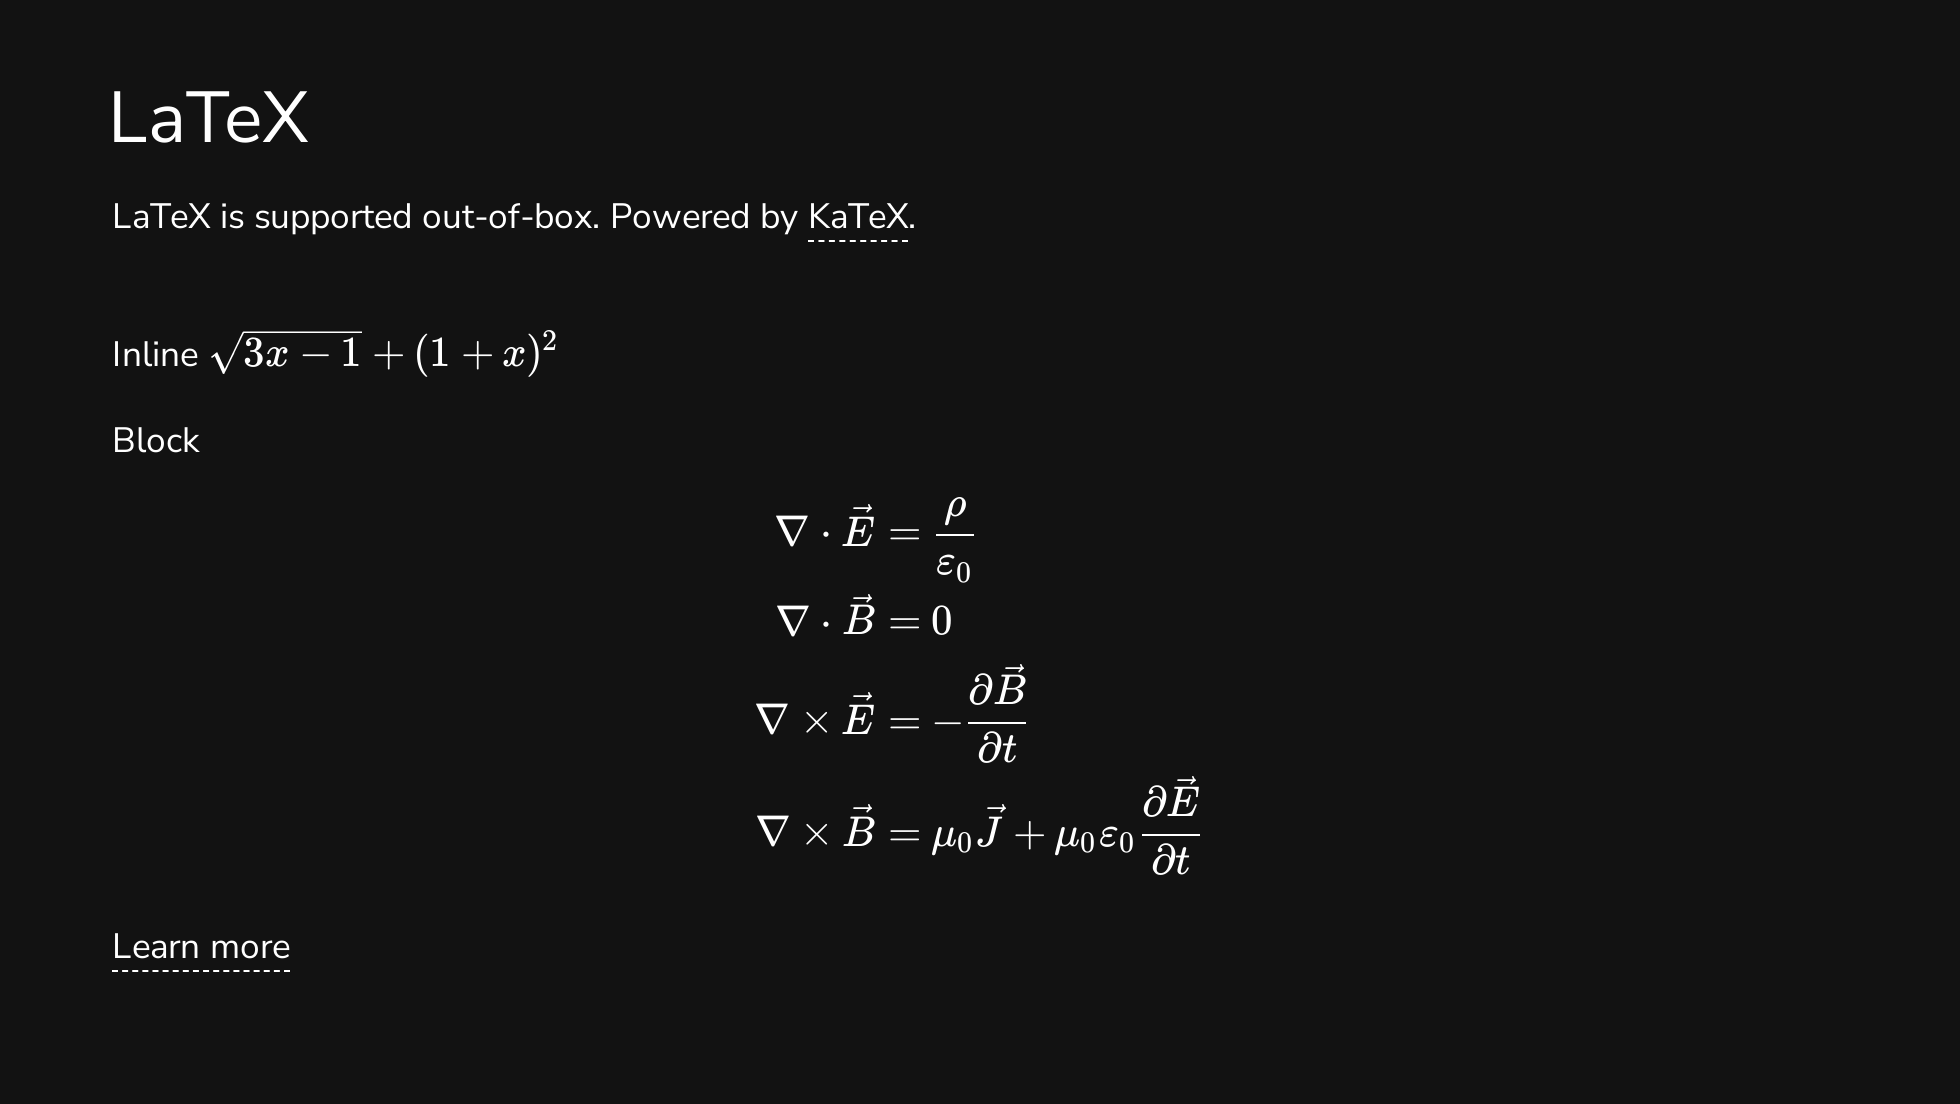 LaTeX
LaTeX is supported out-of-box. Powered by KaTeX.
Inline √(3x − 1) + (1 + x)²
Block
∇ · E⃗ = ρ/ε₀
∇ · B⃗ = 0
∇ × E⃗ = −∂B⃗/∂t
∇ × B⃗ = μ₀J⃗ + μ₀ε₀ ∂E⃗/∂t
Learn more